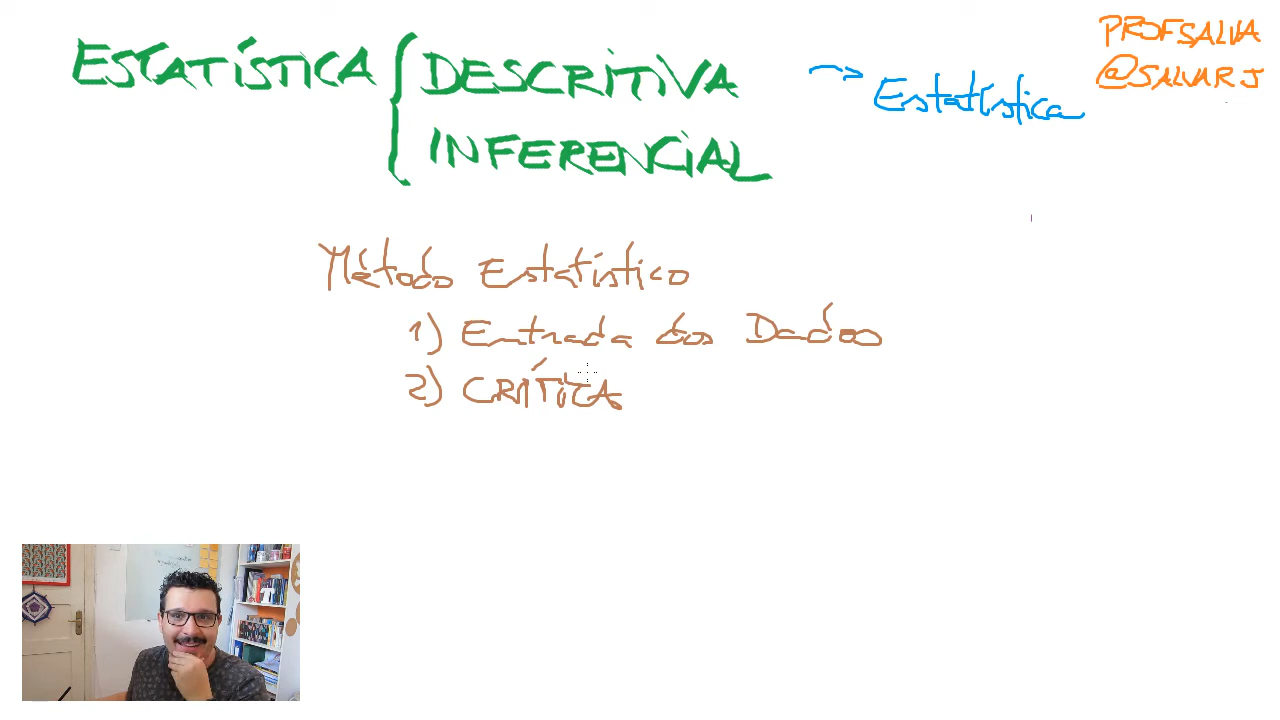 ESTATÍSTICA { DESCRITIVA
INFERENCIAL
→ Estatística
PROFSALVA
@SALVARJ
Método Estatístico
1) Entrada dos Dados
2) CRÍTICA